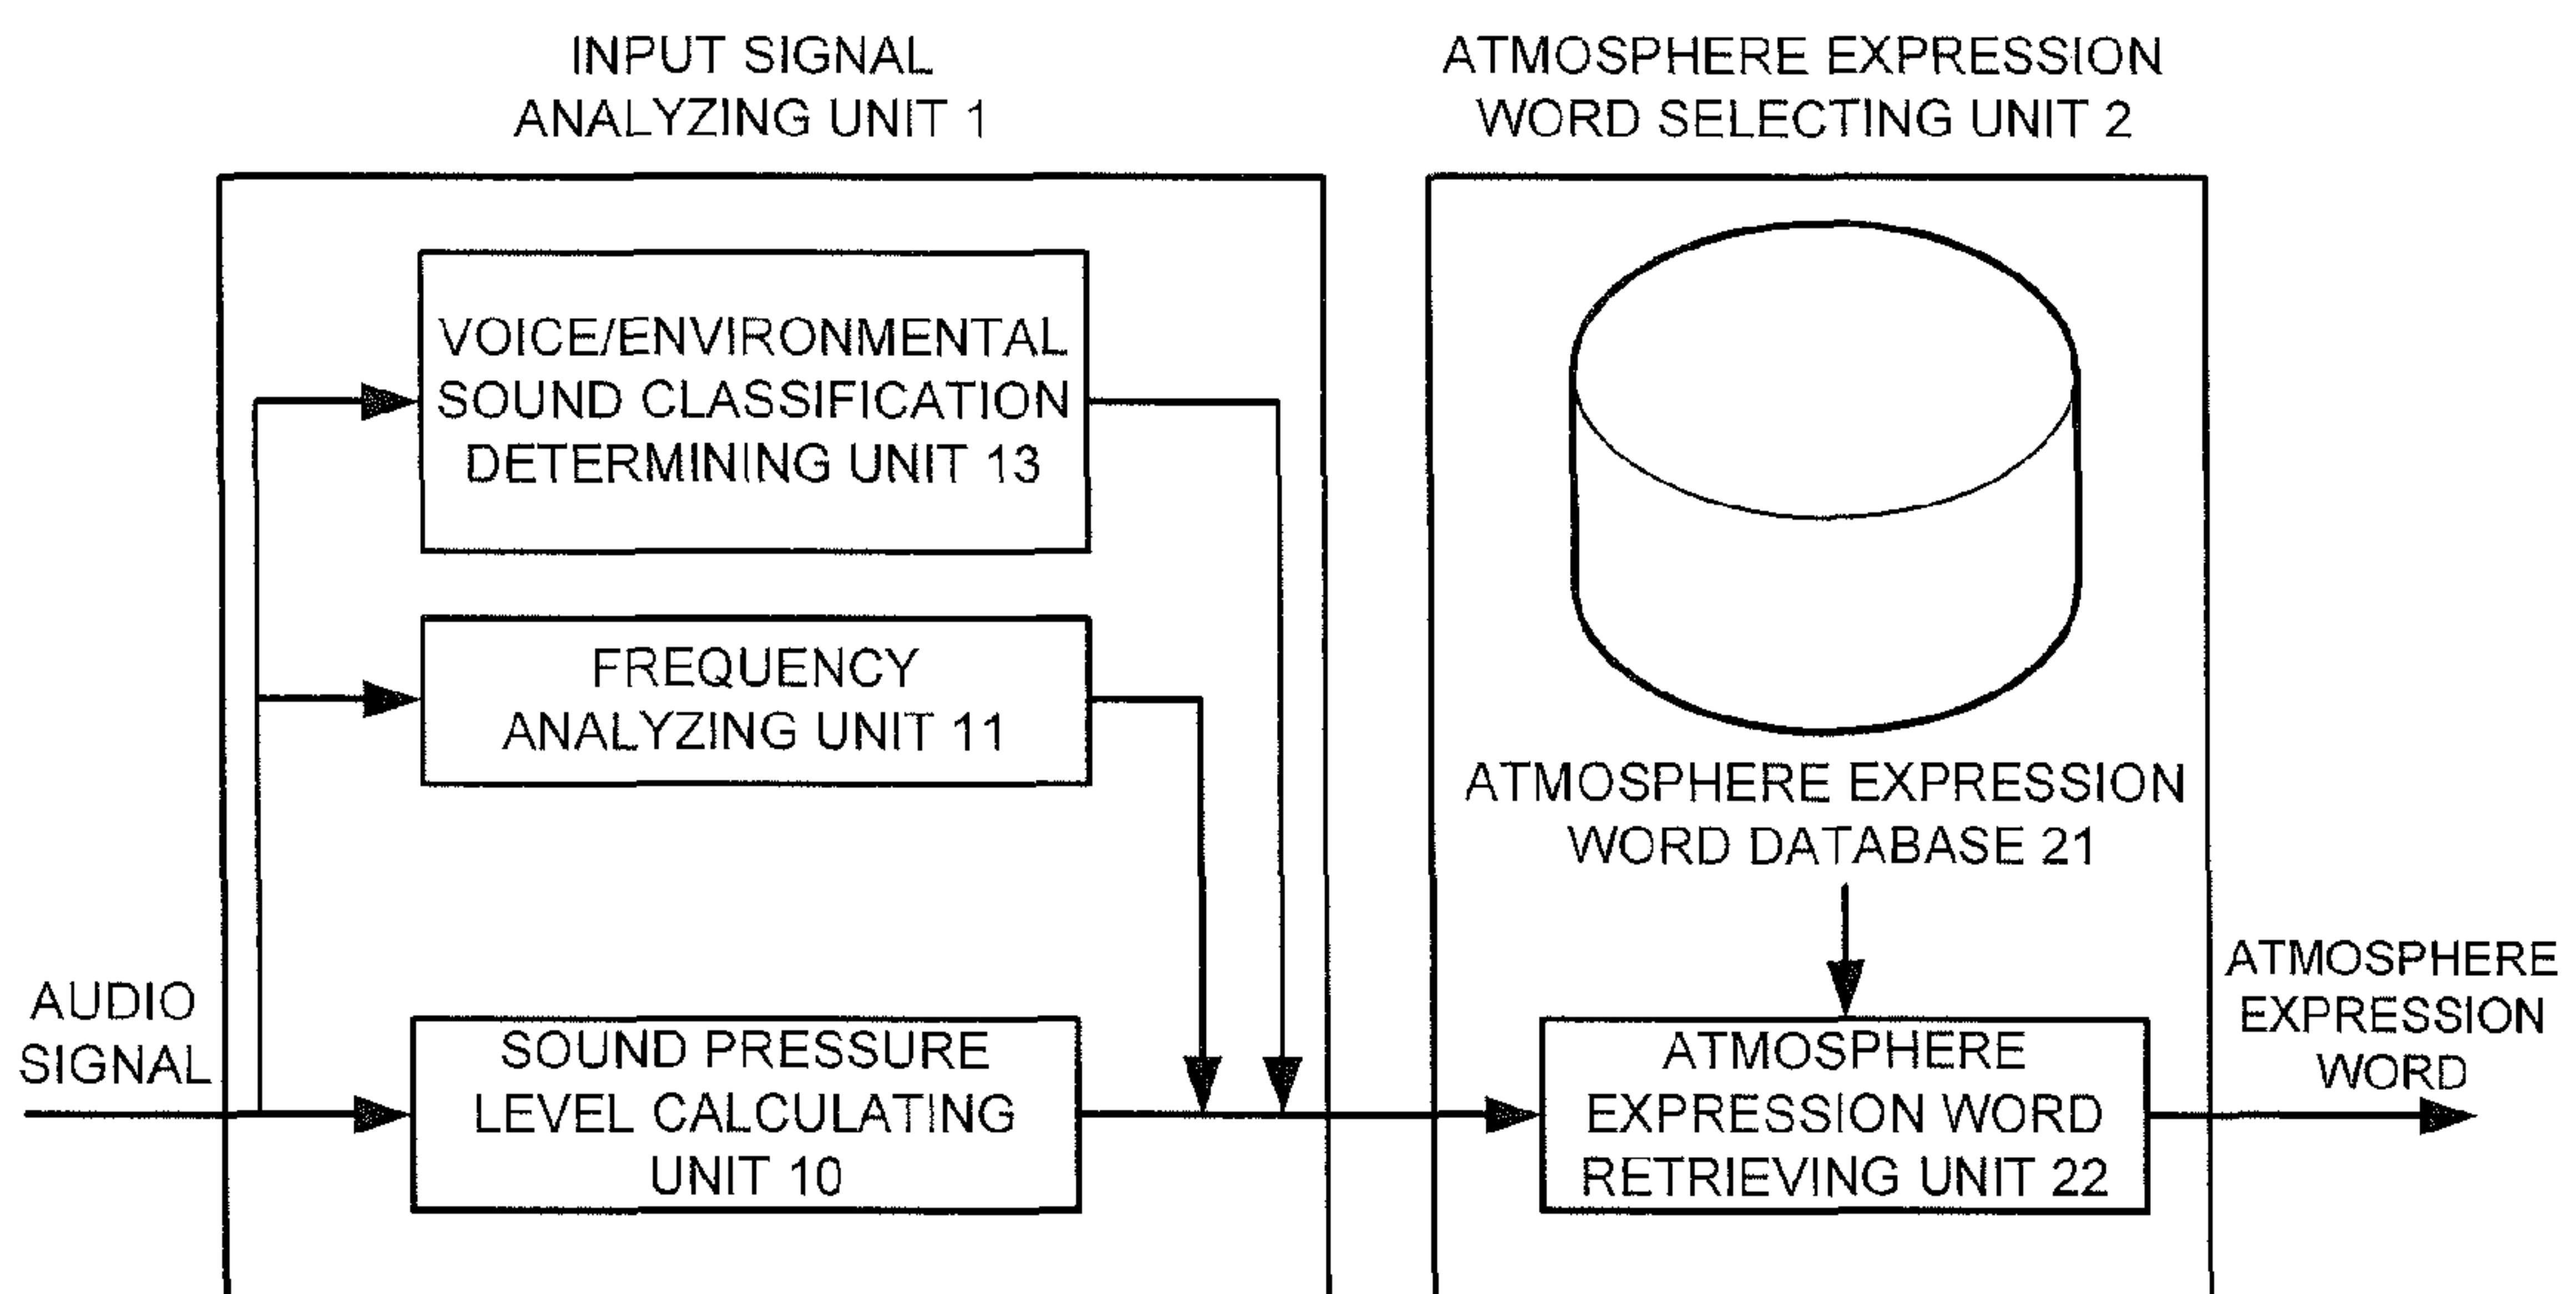 INPUT SIGNAL
ANALYZING UNIT 1
ATMOSPHERE EXPRESSION
WORD SELECTING UNIT 2
VOICE/ENVIRONMENTAL
SOUND CLASSIFICATION
DETERMINING UNIT 13
FREQUENCY
ANALYZING UNIT 11
ATMOSPHERE EXPRESSION
WORD DATABASE 21
AUDIO
SIGNAL
SOUND PRESSURE
LEVEL CALCULATING
UNIT 10
ATMOSPHERE
EXPRESSION WORD
RETRIEVING UNIT 22
ATMOSPHERE
EXPRESSION
WORD